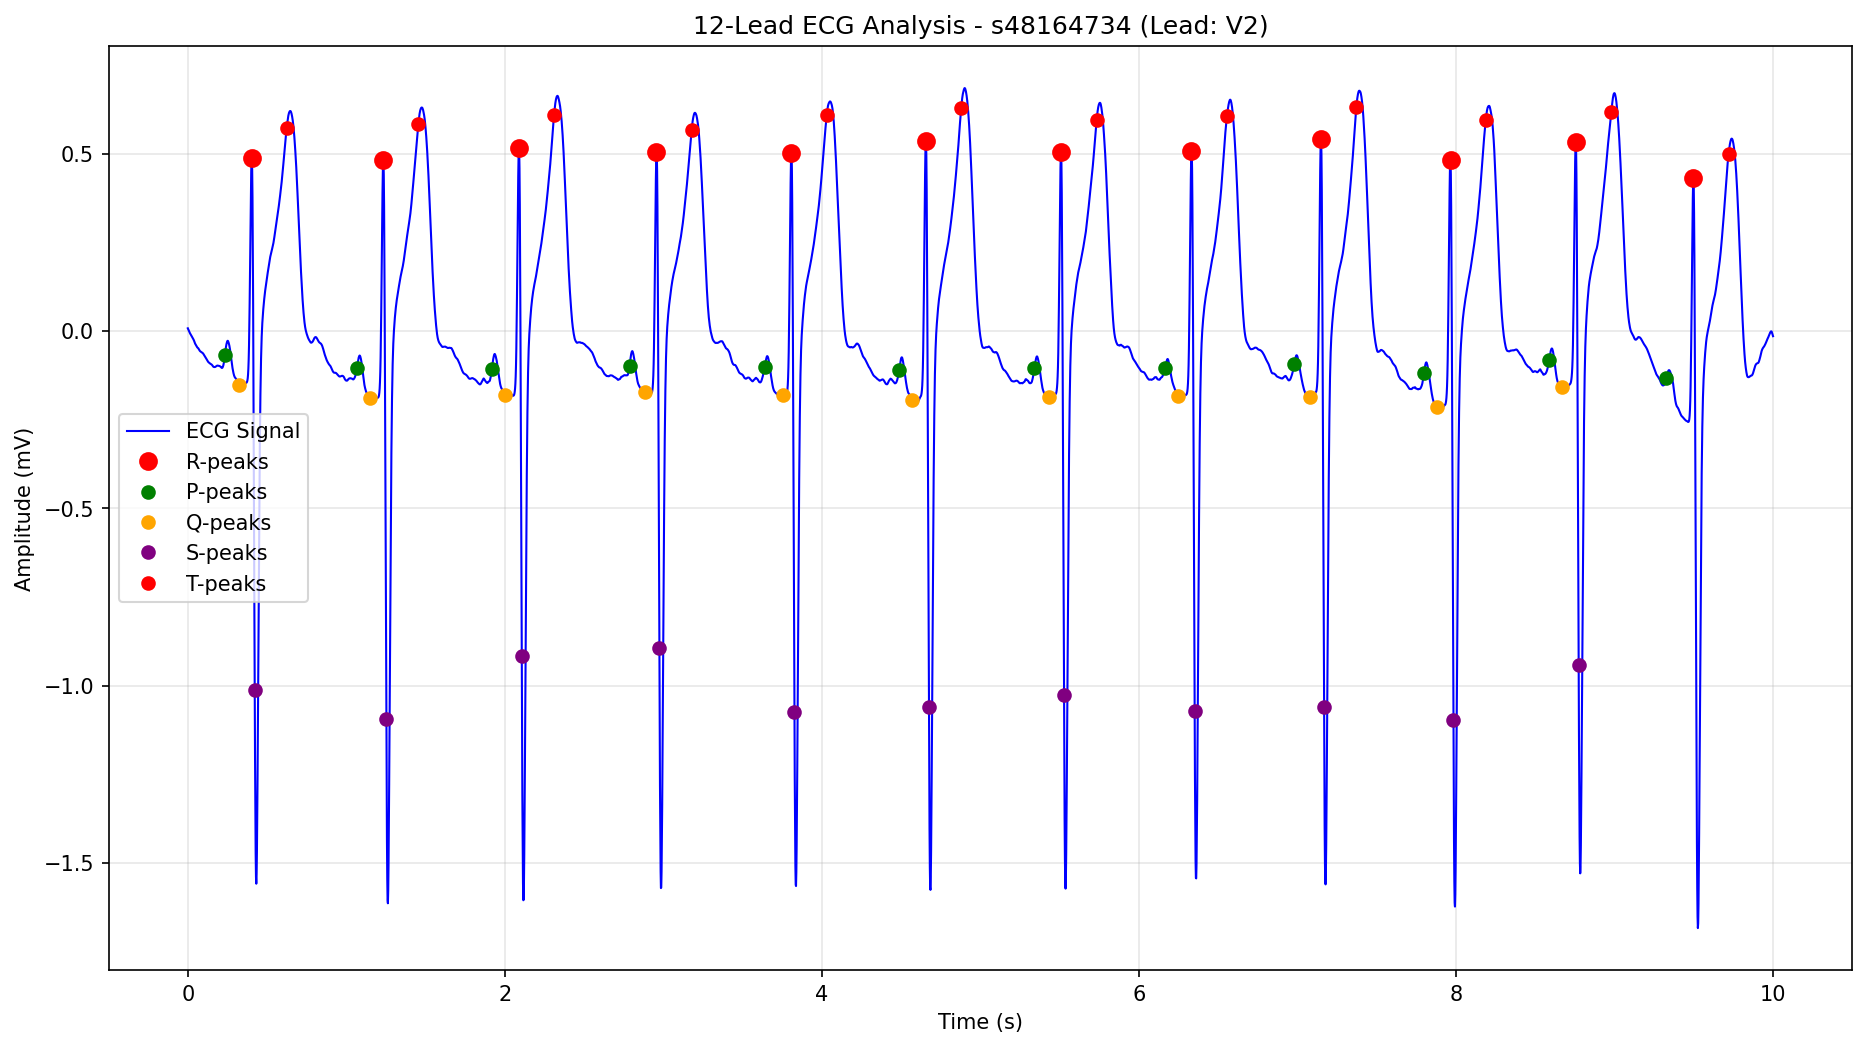 12-Lead ECG Analysis - s48164734 (Lead: V2)
Amplitude (mV)
0.5
0.0
−0.5
−1.0
−1.5
ECG Signal
R-peaks
P-peaks
Q-peaks
S-peaks
T-peaks
0 2 4 6 8 10
Time (s)